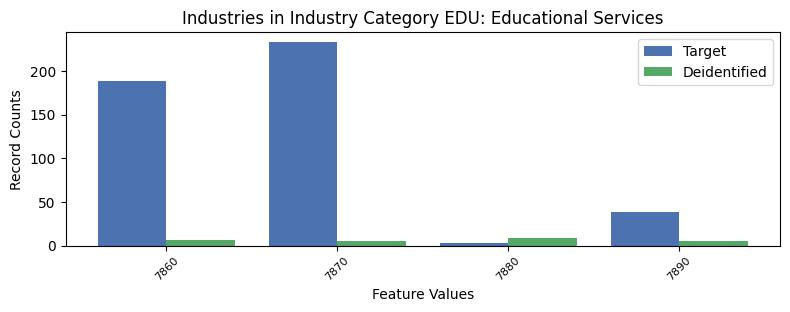 Industries in Industry Category EDU: Educational Services
Target
Deidentified
Record Counts
200
150
100
50
0
7860
7870
7880
7890
Feature Values